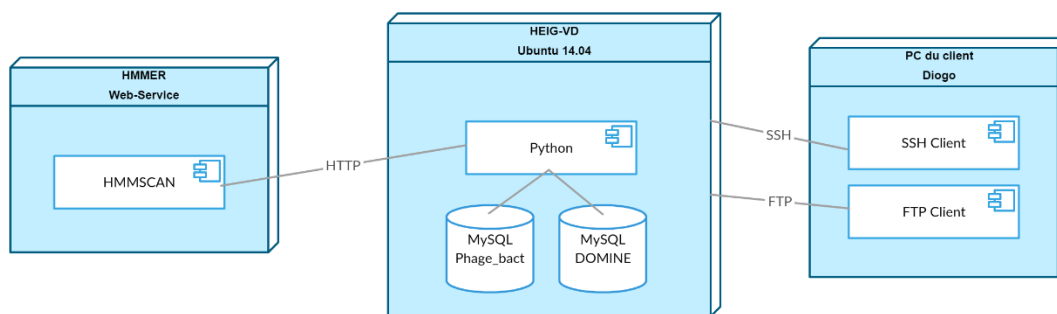 HMMER
Web-Service
HMMSCAN
HTTP
HEIG-VD
Ubuntu 14.04
Python
MySQL
Phage_bact
MySQL
DOMINE
SSH
FTP
PC du client
Diogo
SSH Client
FTP Client